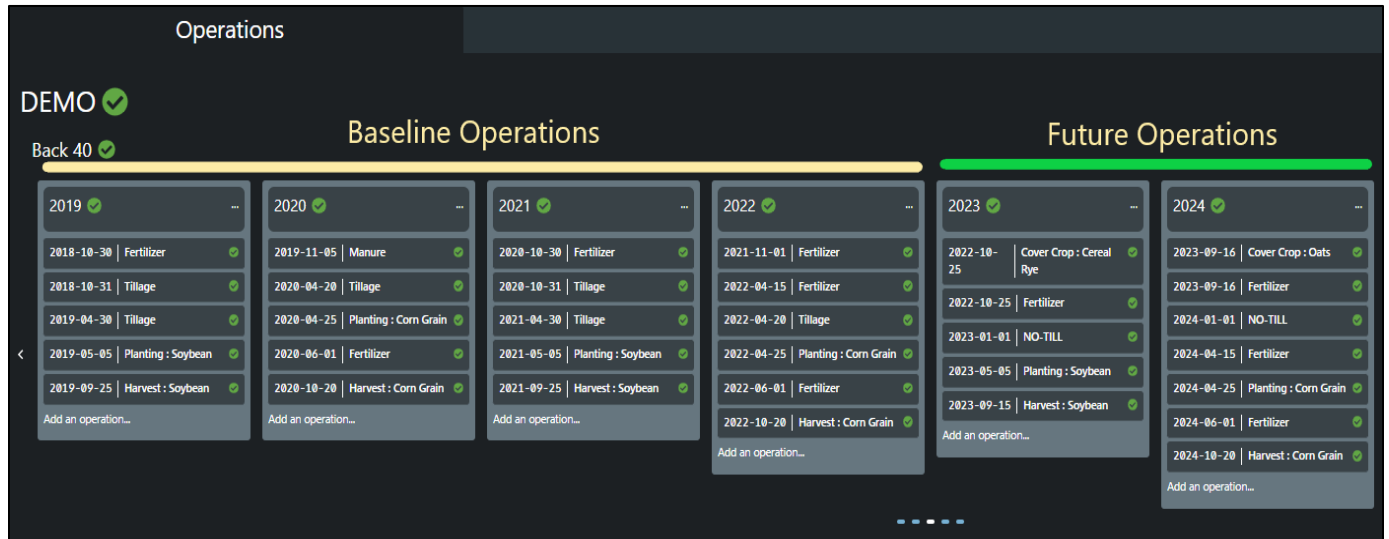 Operations
DEMO
Baseline Operations
Future Operations
Back 40
2019 ...
2018-10-30 | Fertilizer
2018-10-31 | Tillage
2019-04-30 | Tillage
2019-05-05 | Planting : Soybean
2019-09-25 | Harvest : Soybean
Add an operation...
2020 ...
2019-11-05 | Manure
2020-04-20 | Tillage
2020-04-25 | Planting : Corn Grain
2020-06-01 | Fertilizer
2020-10-20 | Harvest : Corn Grain
Add an operation...
2021 ...
2020-10-30 | Fertilizer
2020-10-31 | Tillage
2021-04-30 | Tillage
2021-05-05 | Planting : Soybean
2021-09-25 | Harvest : Soybean
Add an operation...
2022 ...
2021-11-01 | Fertilizer
2022-04-15 | Fertilizer
2022-04-20 | Tillage
2022-04-25 | Planting : Corn Grain
2022-06-01 | Fertilizer
2022-10-20 | Harvest : Corn Grain
Add an operation...
2023 ...
2022-10- | Cover Crop : Cereal
25 | Rye
2022-10-25 | Fertilizer
2023-01-01 | NO-TILL
2023-05-05 | Planting : Soybean
2023-09-15 | Harvest : Soybean
Add an operation...
2024 ...
2023-09-16 | Cover Crop : Oats
2023-09-16 | Fertilizer
2024-01-01 | NO-TILL
2024-04-15 | Fertilizer
2024-04-25 | Planting : Corn Grain
2024-06-01 | Fertilizer
2024-10-20 | Harvest : Corn Grain
Add an operation...